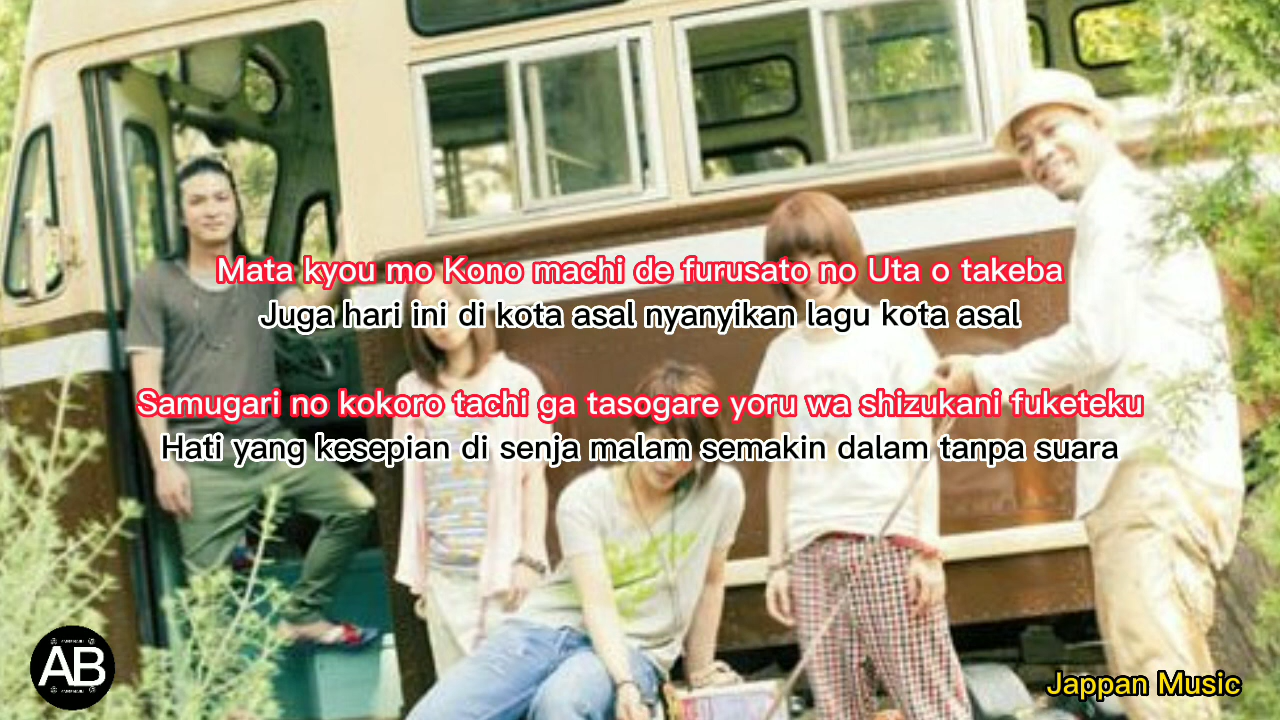 Mata kyou mo Kono machi de furusato no Uta o takeba
Juga hari ini di kota asal nyanyikan lagu kota asal
Samugari no kokoro tachi ga tasogare yoru wa shizukani fuketeku
Hati yang kesepian di senja malam semakin dalam tanpa suara
AB
Jappan Music